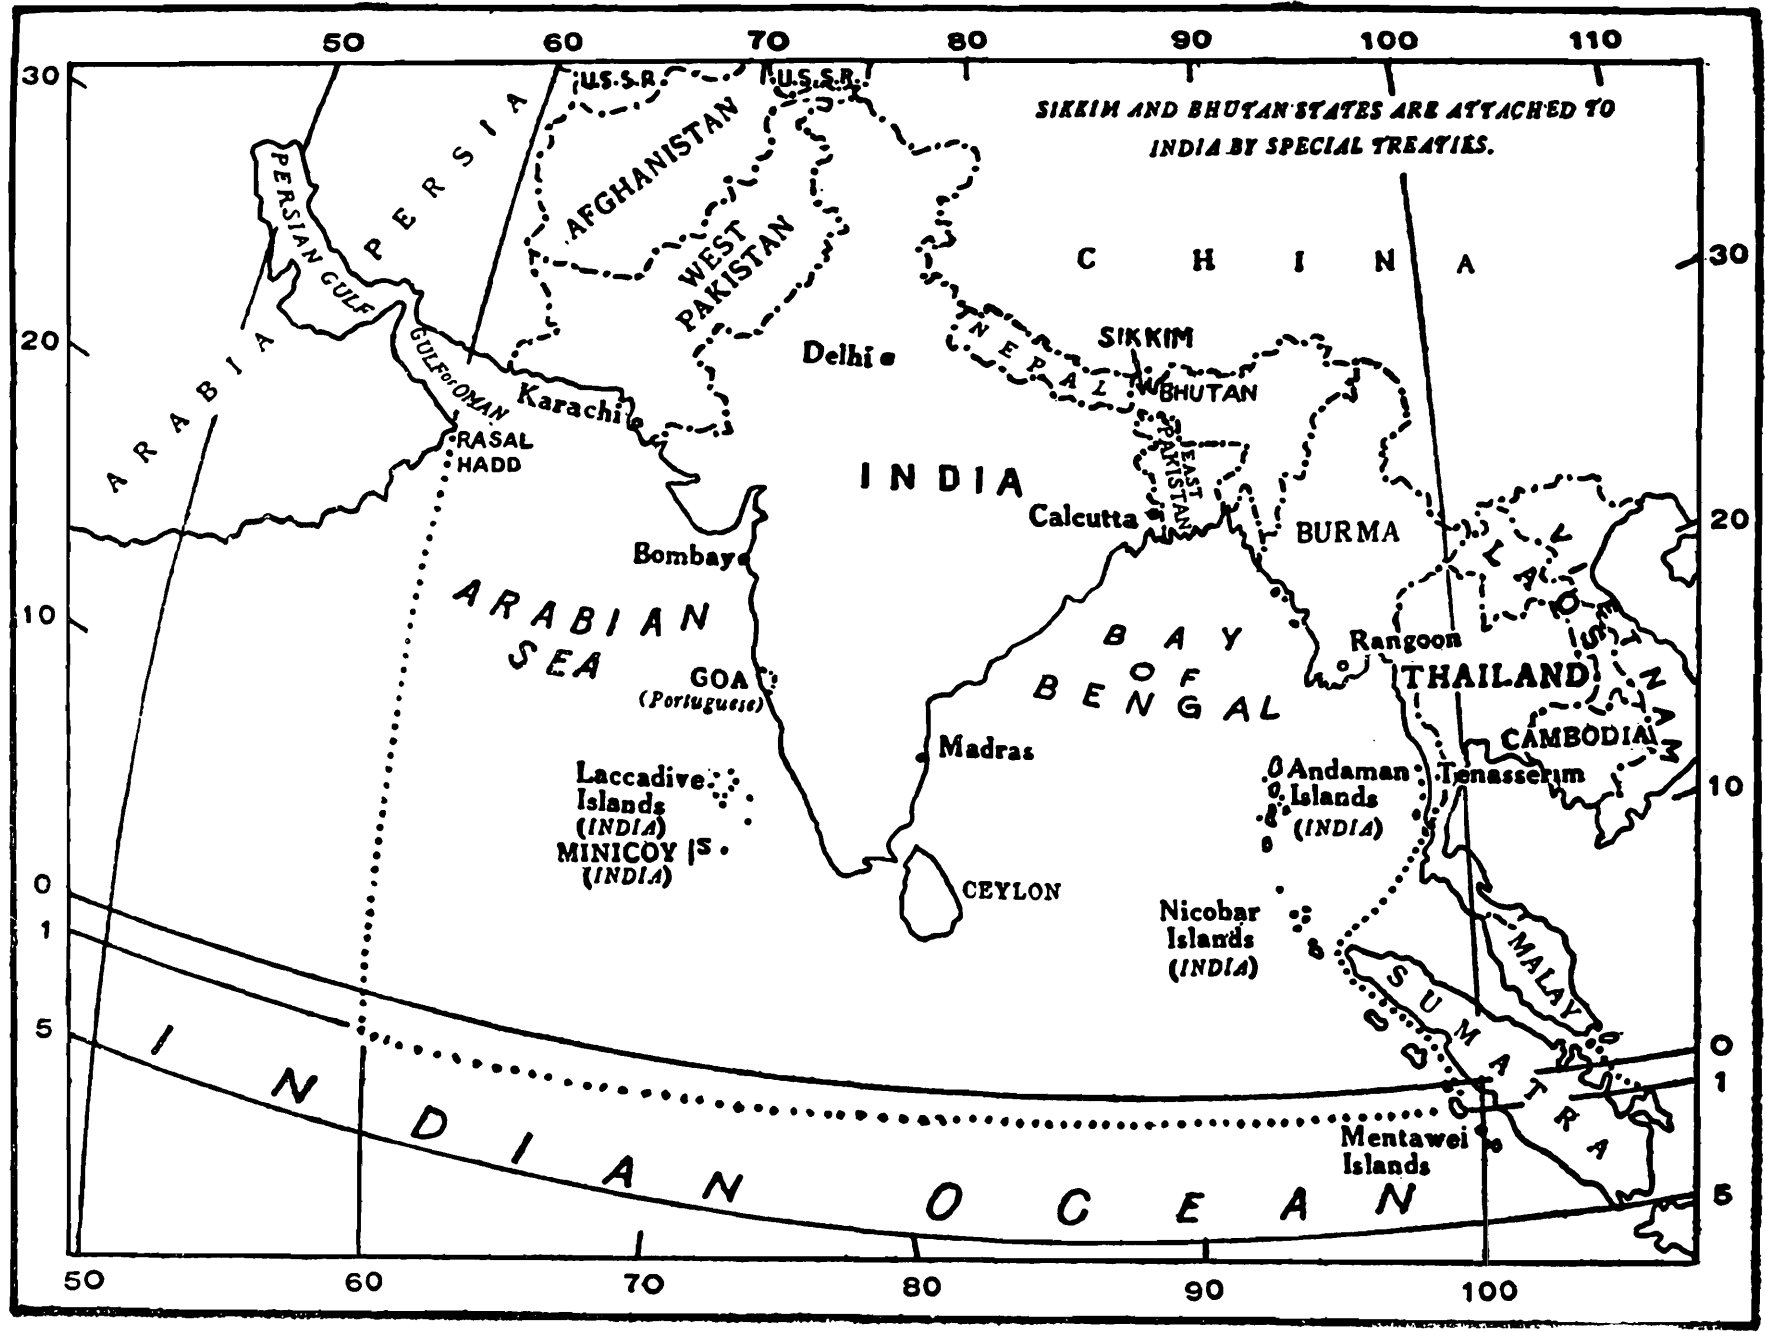 50 60 70 80 90 100 110
30
U.S.S.R.
U.S.S.R.
SIKKIM AND BHUTAN STATES ARE ATTACHED TO
INDIA BY SPECIAL TREATIES.
PERSIA
AFGHANISTAN
PERSIAN GULF
WEST
PAKISTAN
CHINA
30
20
ARABIA
GULF OF OMAN
Delhi
NEPAL
SIKKIM
BHUTAN
Karachi
RASAL
HADD
INDIA
EAST
PAKISTAN
Calcutta
BURMA
20
Bombay
LAOS
VIETNAM
10
ARABIAN
SEA
BAY
OF
BENGAL
Rangoon
THAILAND
GOA
(Portuguese)
CAMBODIA
Madras
Laccadive
Islands
(INDIA)
MINICOY IS.
(INDIA)
Andaman
Islands
(INDIA)
Tenasserim
10
0
CEYLON
1
Nicobar
Islands
(INDIA)
MALAY
SUMATRA
5
0
1
INDIAN OCEAN
Mentawei
Islands
5
50 60 70 80 90 100